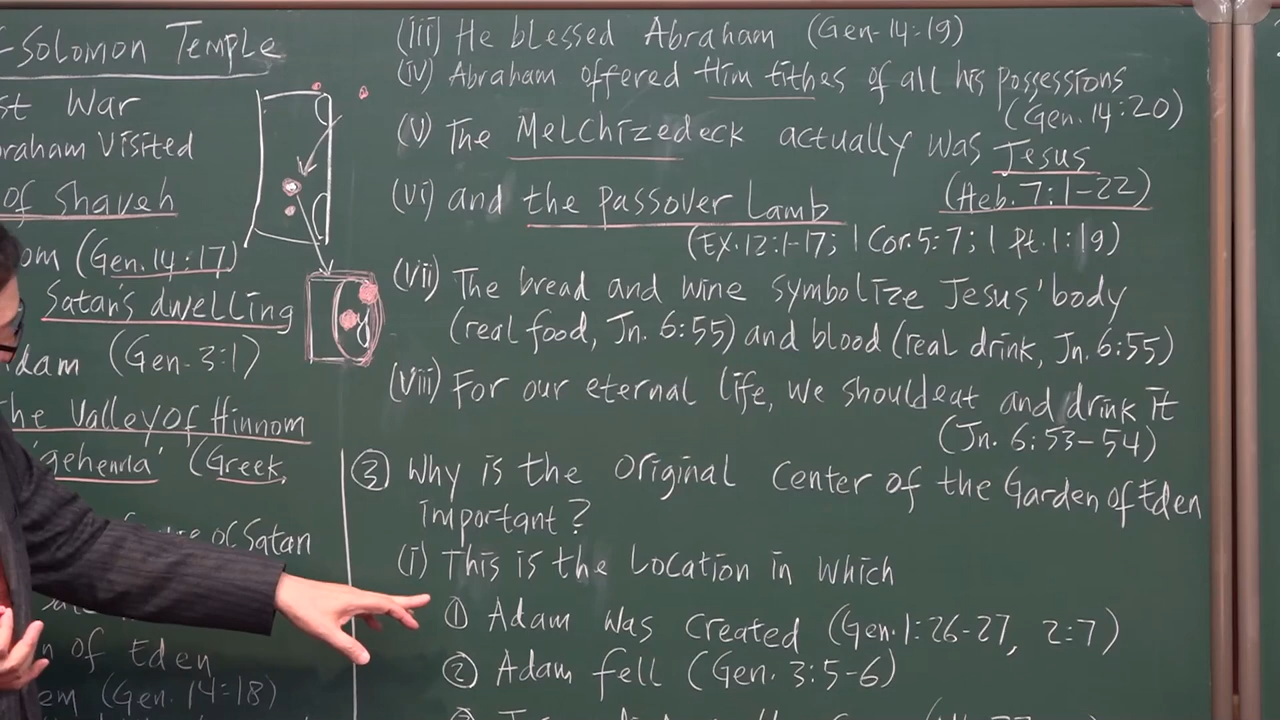 -Solomon Temple
st War
raham Visited
of Shaveh
om (Gen. 14:17)
Satan's dwelling
dam (Gen. 3:1)
he Valley of Hinnom
'gehenna' (Greek,
of Satan
n of Eden
em (Gen. 14:18)
(iii) He blessed Abraham (Gen. 14:19)
(iv) Abraham offered Him tithes of all his possessions
(Gen. 14:20)
(V) The Melchizedeck actually was Jesus
(Heb. 7:1-22)
(vi) and the passover Lamb
(EX. 12:1-17; 1 Cor. 5:7; 1 Pt. 1:19)
(Vii) The bread and wine symbolize Jesus' body
(real food, Jn. 6:55) and blood (real drink, Jn. 6:55)
(Viii) For our eternal life, we should eat and drink it
(Jn. 6:53-54)
③ Why is the Original Center of the Garden of Eden
important?
(i) This is the Location in which
① Adam was created (Gen. 1:26-27, 2:7)
② Adam fell (Gen. 3:5-6)